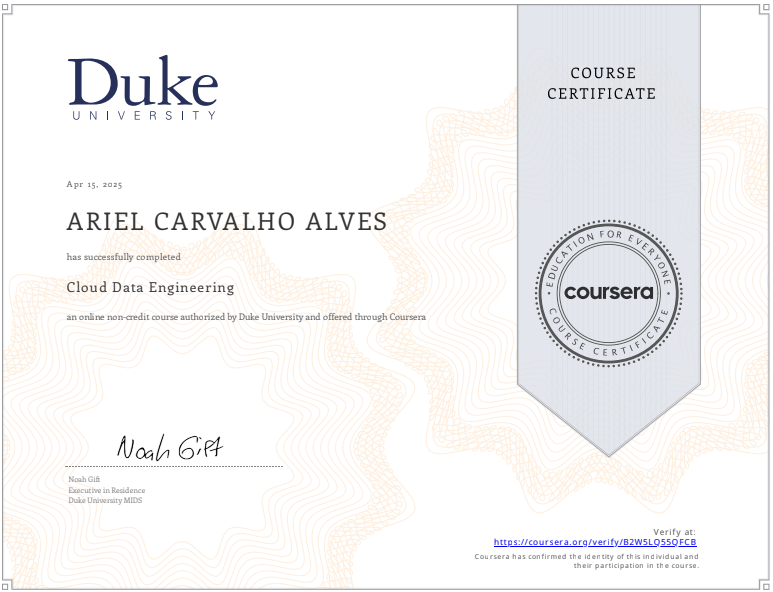 Duke
UNIVERSITY
COURSE
CERTIFICATE
Apr 15, 2025
ARIEL CARVALHO ALVES
has successfully completed
Cloud Data Engineering
an online non-credit course authorized by Duke University and offered through Coursera
EDUCATION FOR EVERYONE
coursera
COURSE CERTIFICATE
Noah Gift
Noah Gift
Executive in Residence
Duke University MIDS
Verify at:
https://coursera.org/verify/B2W5LQ55QFCB
Coursera has confirmed the identity of this individual and
their participation in the course.